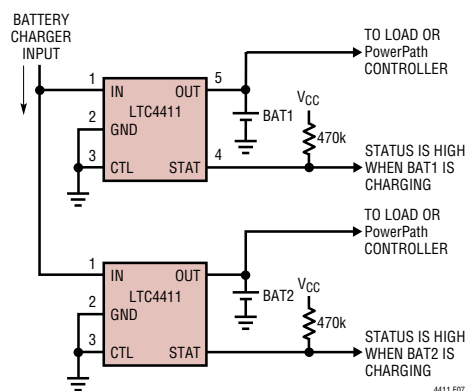 BATTERY
CHARGER
INPUT
1
IN
OUT
5
TO LOAD OR
PowerPath
CONTROLLER
LTC4411
2
GND
BAT1
VCC
470k
3
CTL
STAT
4
STATUS IS HIGH
WHEN BAT1 IS
CHARGING
TO LOAD OR
PowerPath
CONTROLLER
1
IN
OUT
LTC4411
2
GND
BAT2
VCC
470k
3
CTL
STAT
STATUS IS HIGH
WHEN BAT2 IS
CHARGING
4411 F07